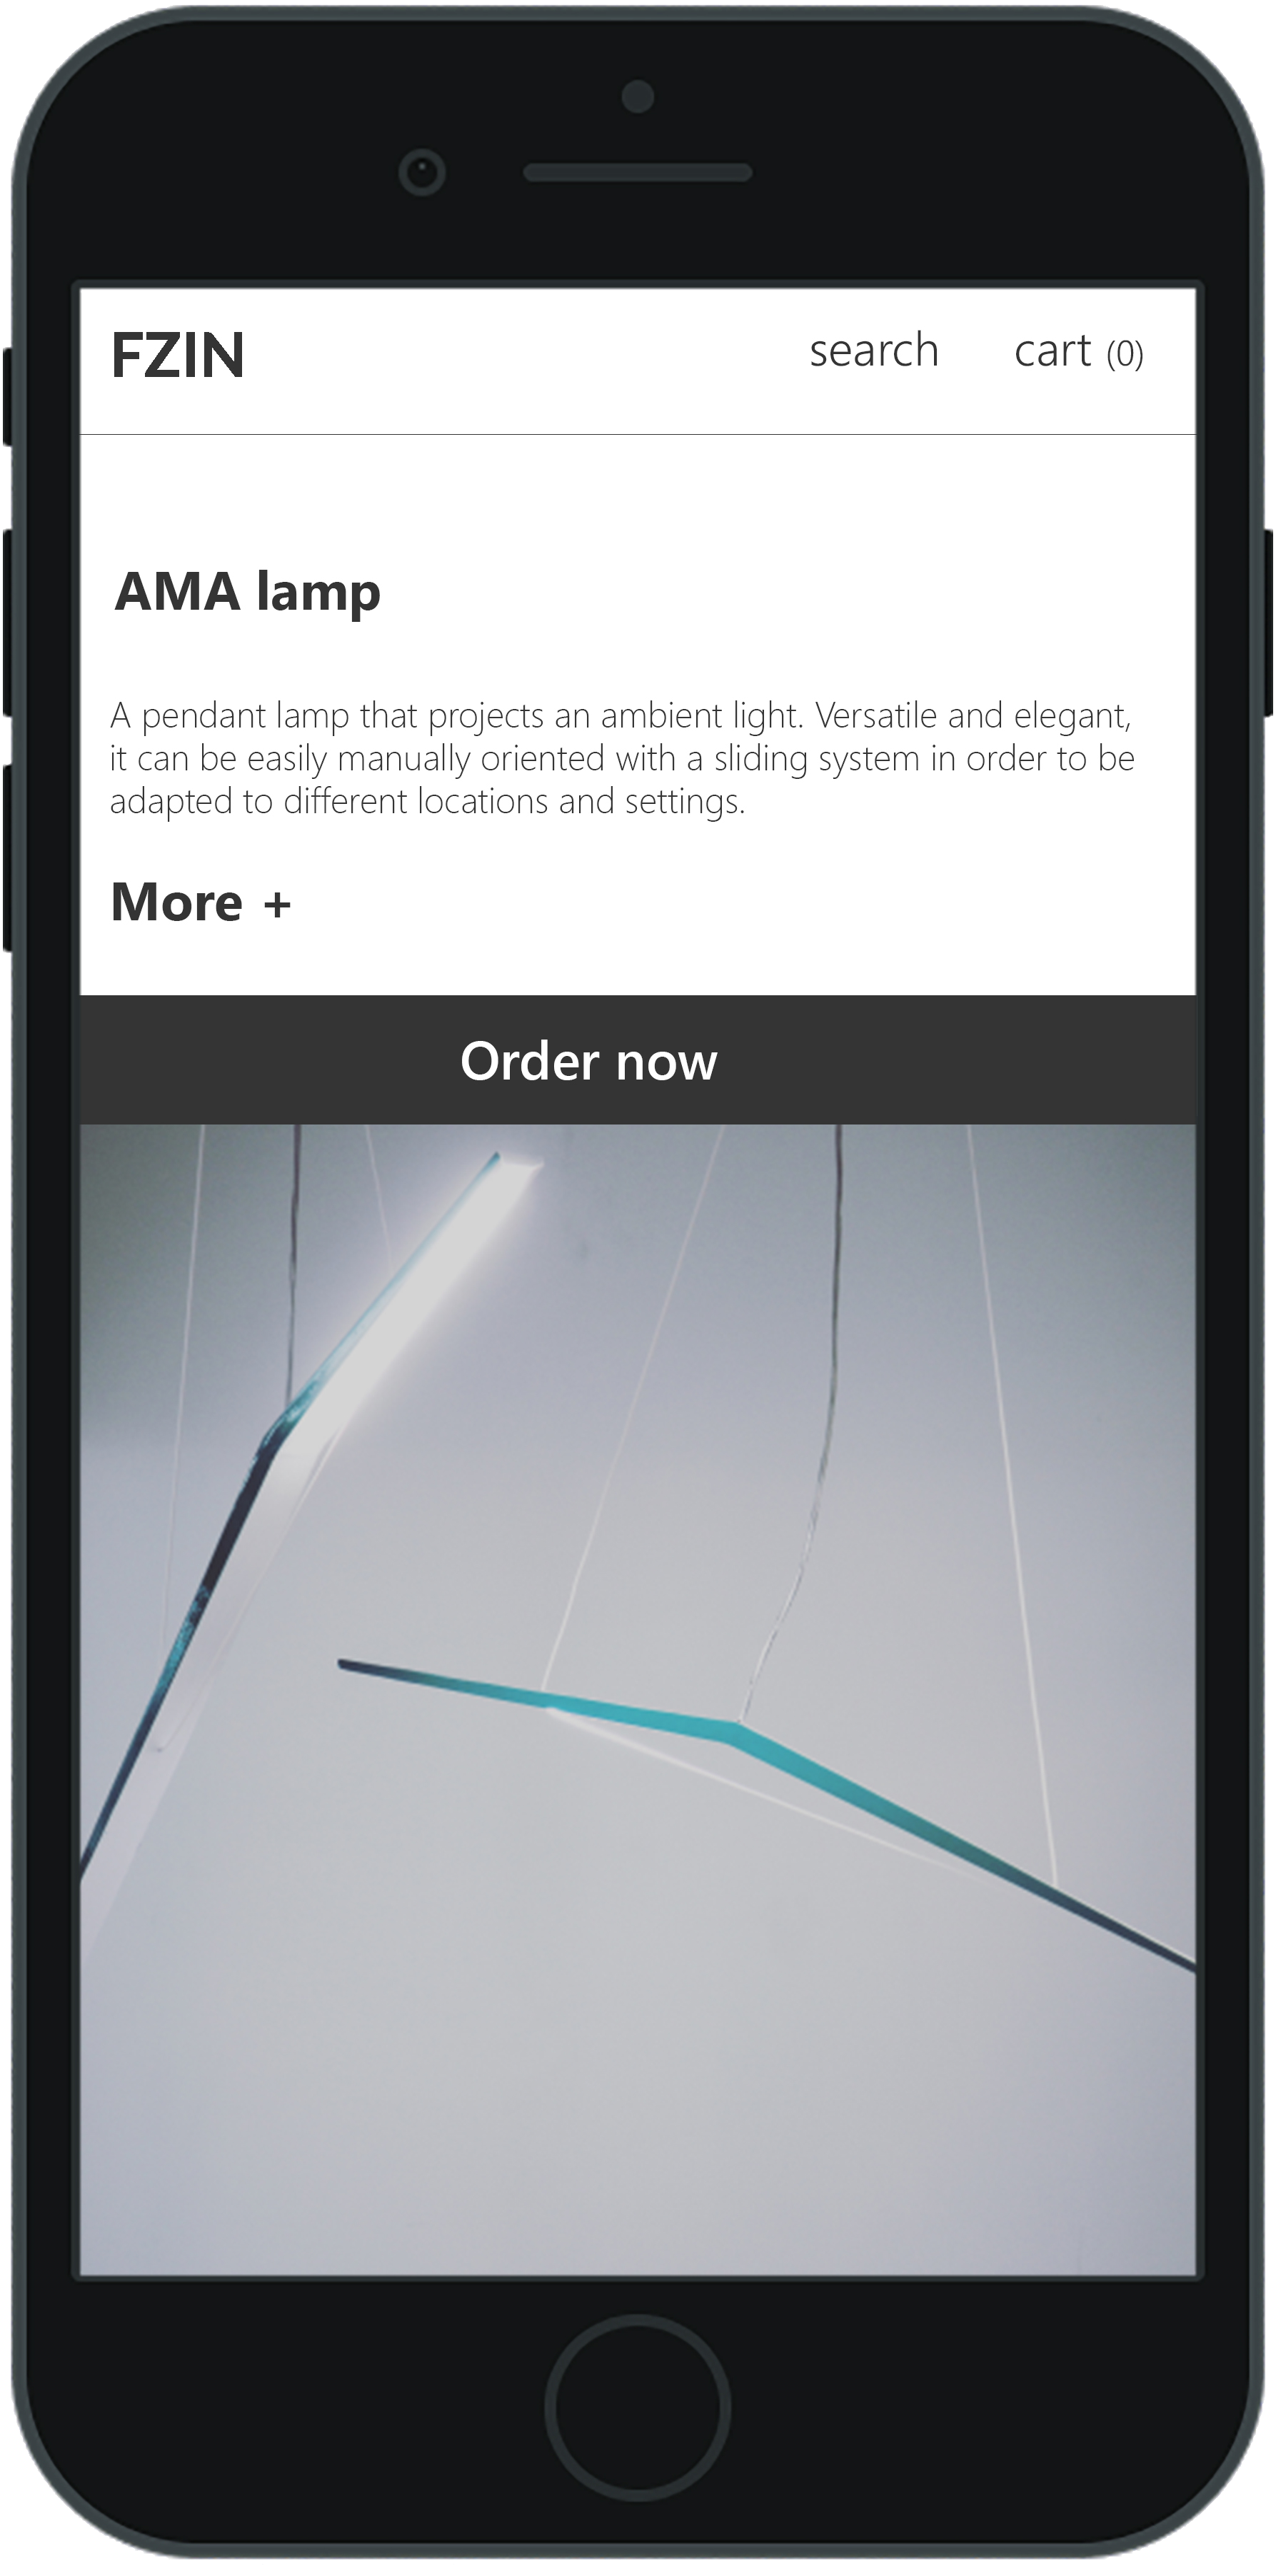 FZIN
search cart (0)
AMA lamp
A pendant lamp that projects an ambient light. Versatile and elegant,
it can be easily manually oriented with a sliding system in order to be
adapted to different locations and settings.
More +
Order now